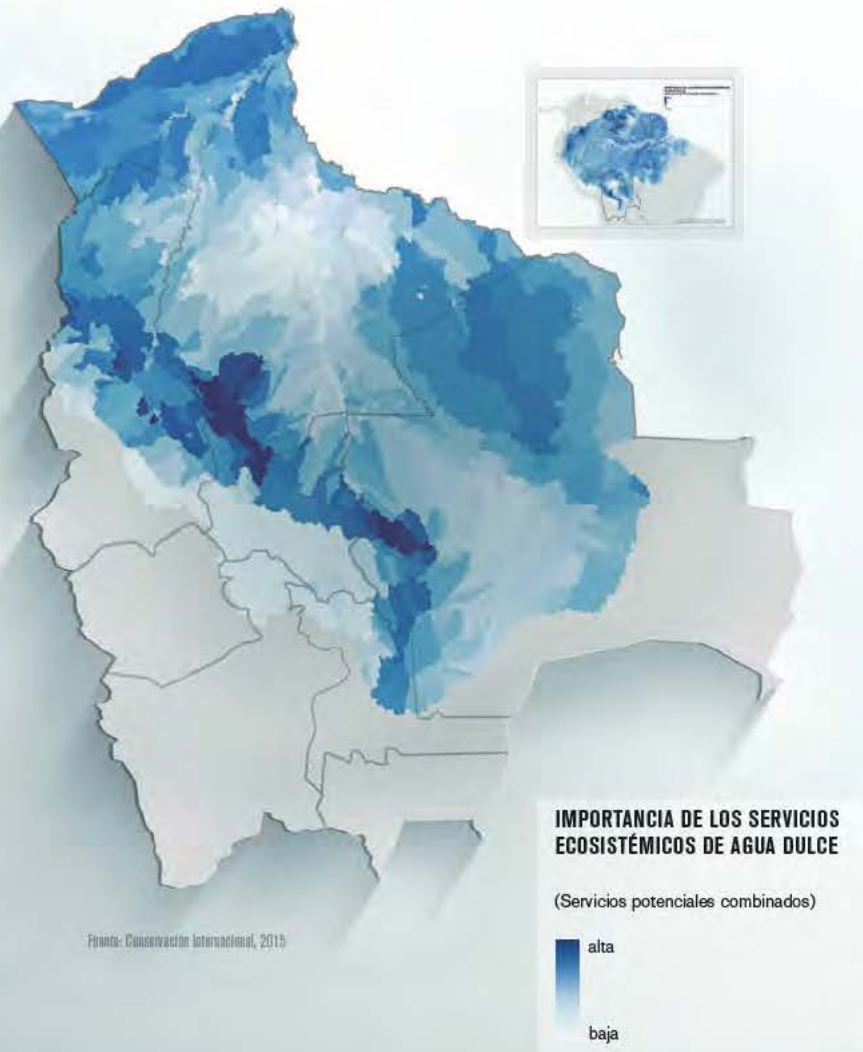 IMPORTANCIA DE LOS SERVICIOS
ECOSISTÉMICOS DE AGUA DULCE
(Servicios potenciales combinados)
alta
baja
Fuente: Conservación Internacional, 2015